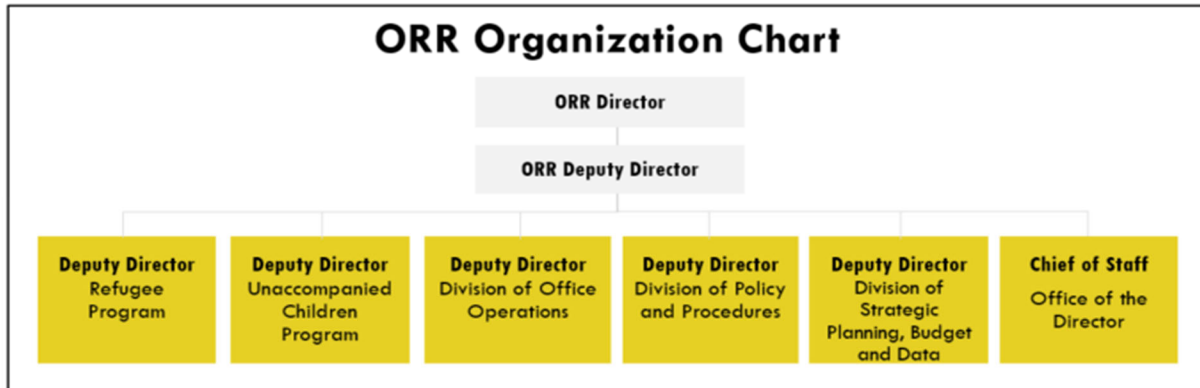 ORR Organization Chart
ORR Director
ORR Deputy Director
Deputy Director
Refugee
Program
Deputy Director
Unaccompanied
Children
Program
Deputy Director
Division of Office
Operations
Deputy Director
Division of Policy
and Procedures
Deputy Director
Division of
Strategic
Planning, Budget
and Data
Chief of Staff
Office of the
Director